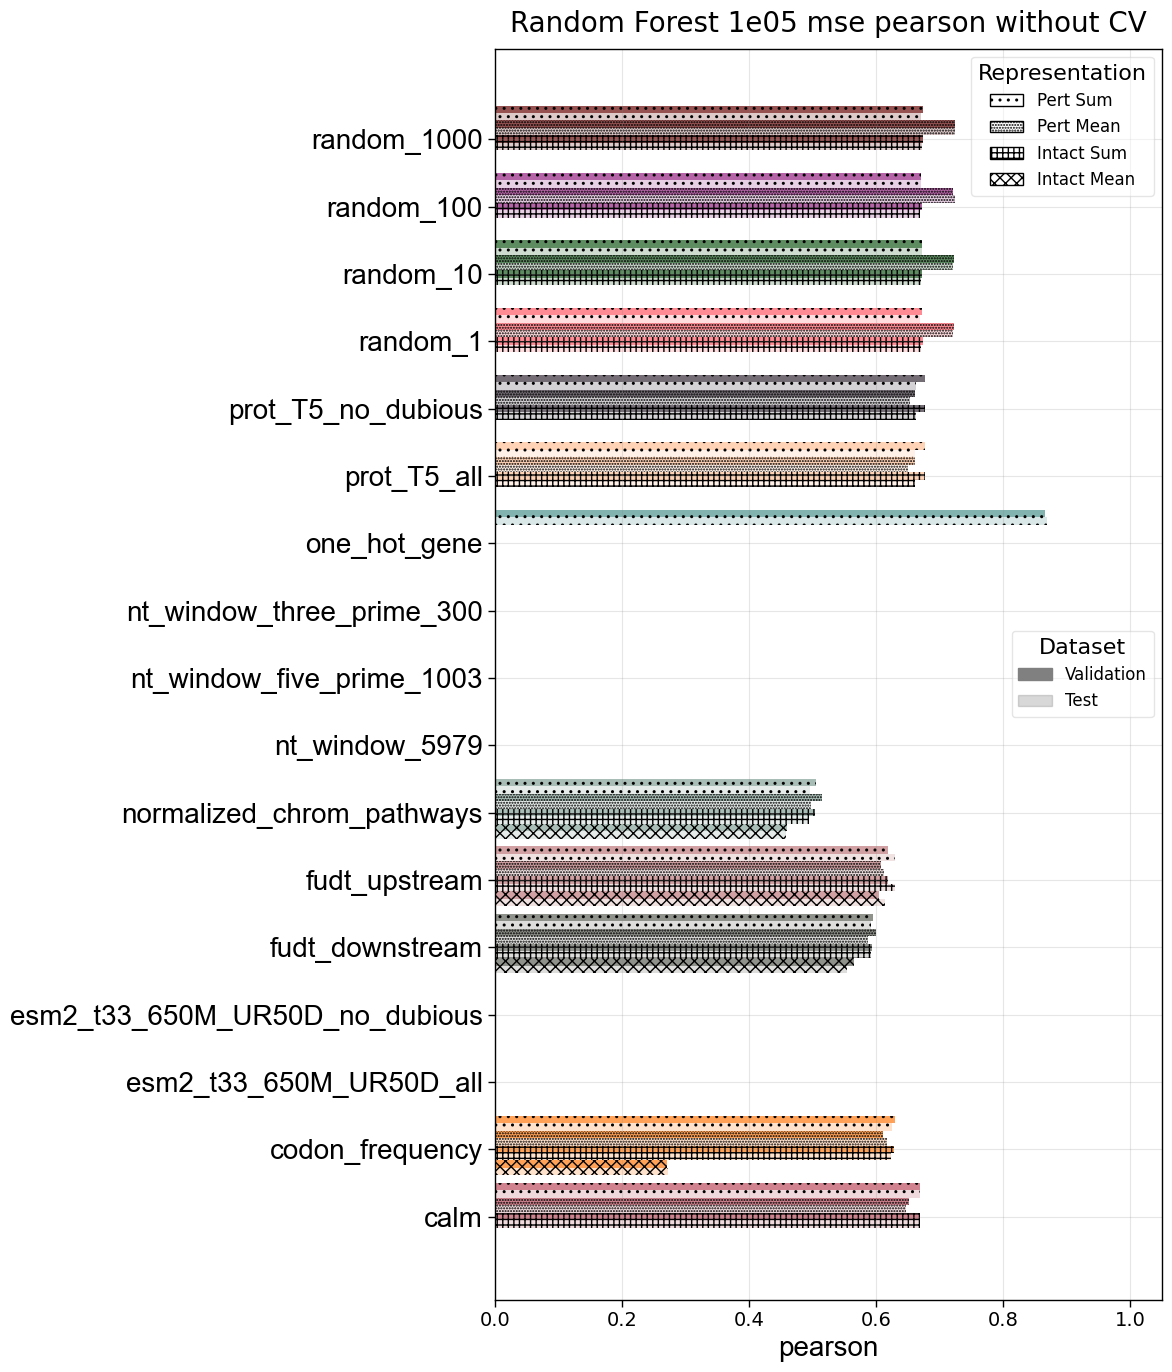 Random Forest 1e05 mse pearson without CV
Representation
Pert Sum
Pert Mean
Intact Sum
Intact Mean
random_1000
random_100
random_10
random_1
prot_T5_no_dubious
prot_T5_all
one_hot_gene
nt_window_three_prime_300
nt_window_five_prime_1003
nt_window_5979
normalized_chrom_pathways
fudt_upstream
fudt_downstream
esm2_t33_650M_UR50D_no_dubious
esm2_t33_650M_UR50D_all
codon_frequency
calm
Dataset
Validation
Test
0.0 0.2 0.4 0.6 0.8 1.0
pearson